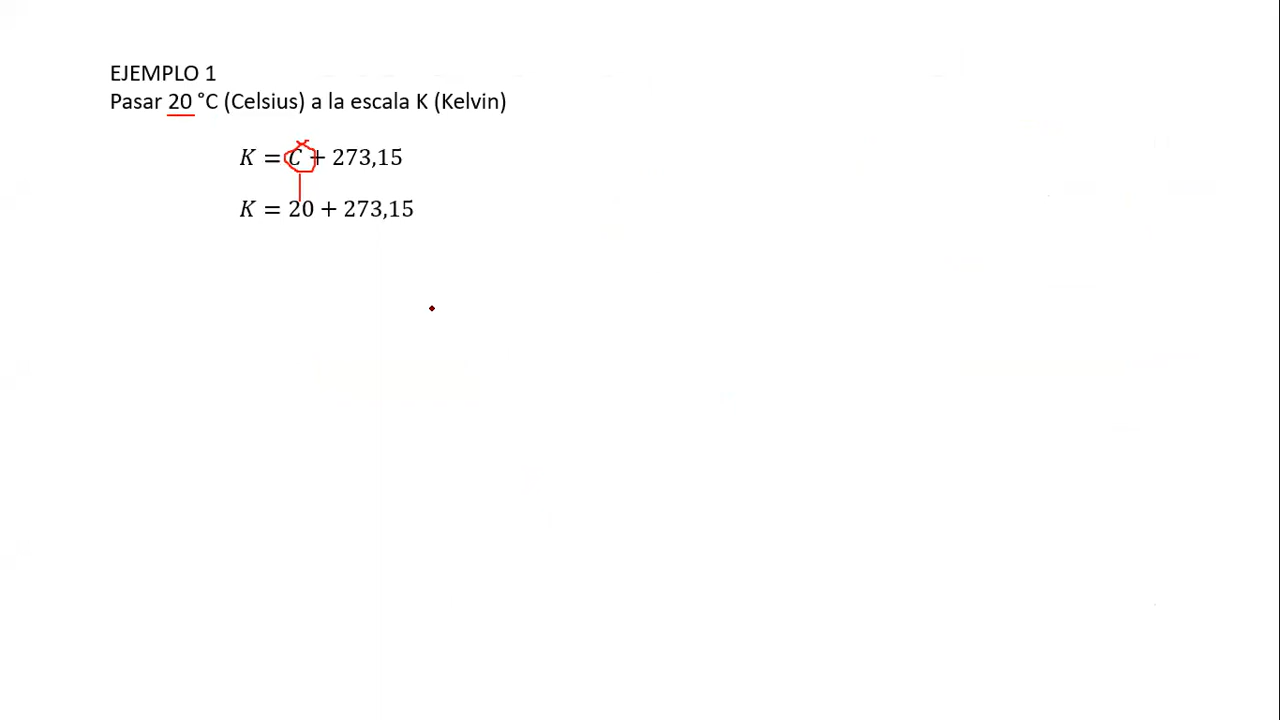 EJEMPLO 1
Pasar 20 °C (Celsius) a la escala K (Kelvin)
K = C + 273,15
K = 20 + 273,15